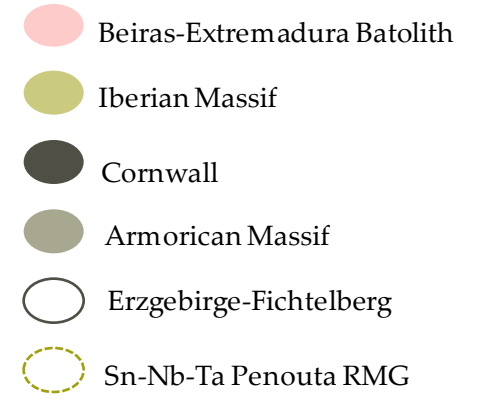 Beiras-Extremadura Batolith
Iberian Massif
Cornwall
Armorican Massif
Erzgebirge-Fichtelberg
Sn-Nb-Ta Penouta RMG